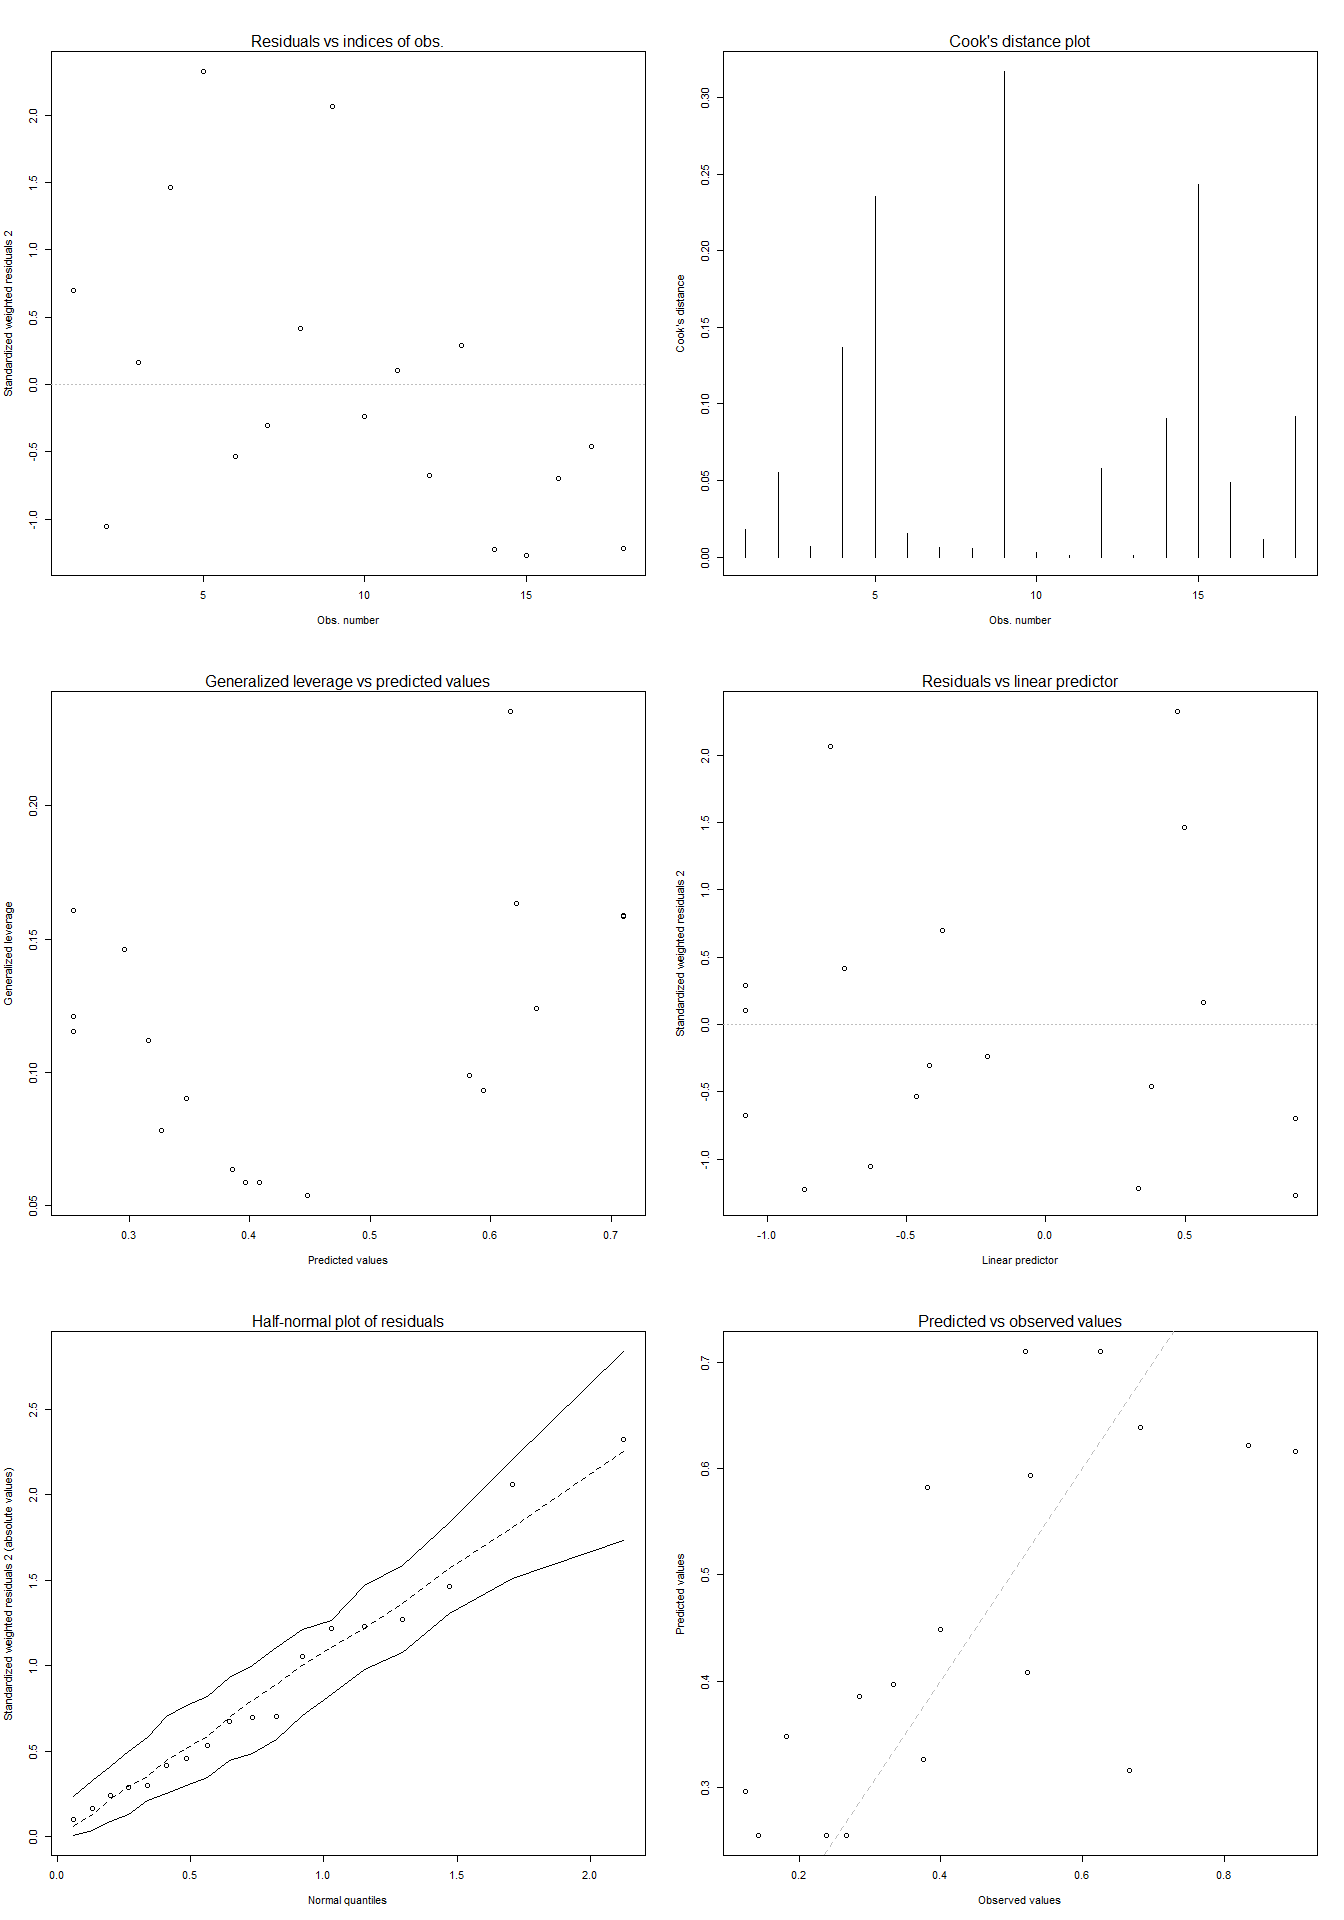 Residuals vs indices of obs.
Standardized weighted residuals 2
2.0
1.5
1.0
0.5
0.0
-0.5
-1.0
5 10 15
Obs. number
Cook's distance plot
Cook's distance
0.30
0.25
0.20
0.15
0.10
0.05
0.00
5 10 15
Obs. number
Generalized leverage vs predicted values
Generalized leverage
0.20
0.15
0.10
0.05
0.3 0.4 0.5 0.6 0.7
Predicted values
Residuals vs linear predictor
Standardized weighted residuals 2
2.0
1.5
1.0
0.5
0.0
-0.5
-1.0
-1.0 -0.5 0.0 0.5
Linear predictor
Half-normal plot of residuals
Standardized weighted residuals 2 (absolute values)
2.5
2.0
1.5
1.0
0.5
0.0
0.0 0.5 1.0 1.5 2.0
Normal quantiles
Predicted vs observed values
Predicted values
0.7
0.6
0.5
0.4
0.3
0.2 0.4 0.6 0.8
Observed values